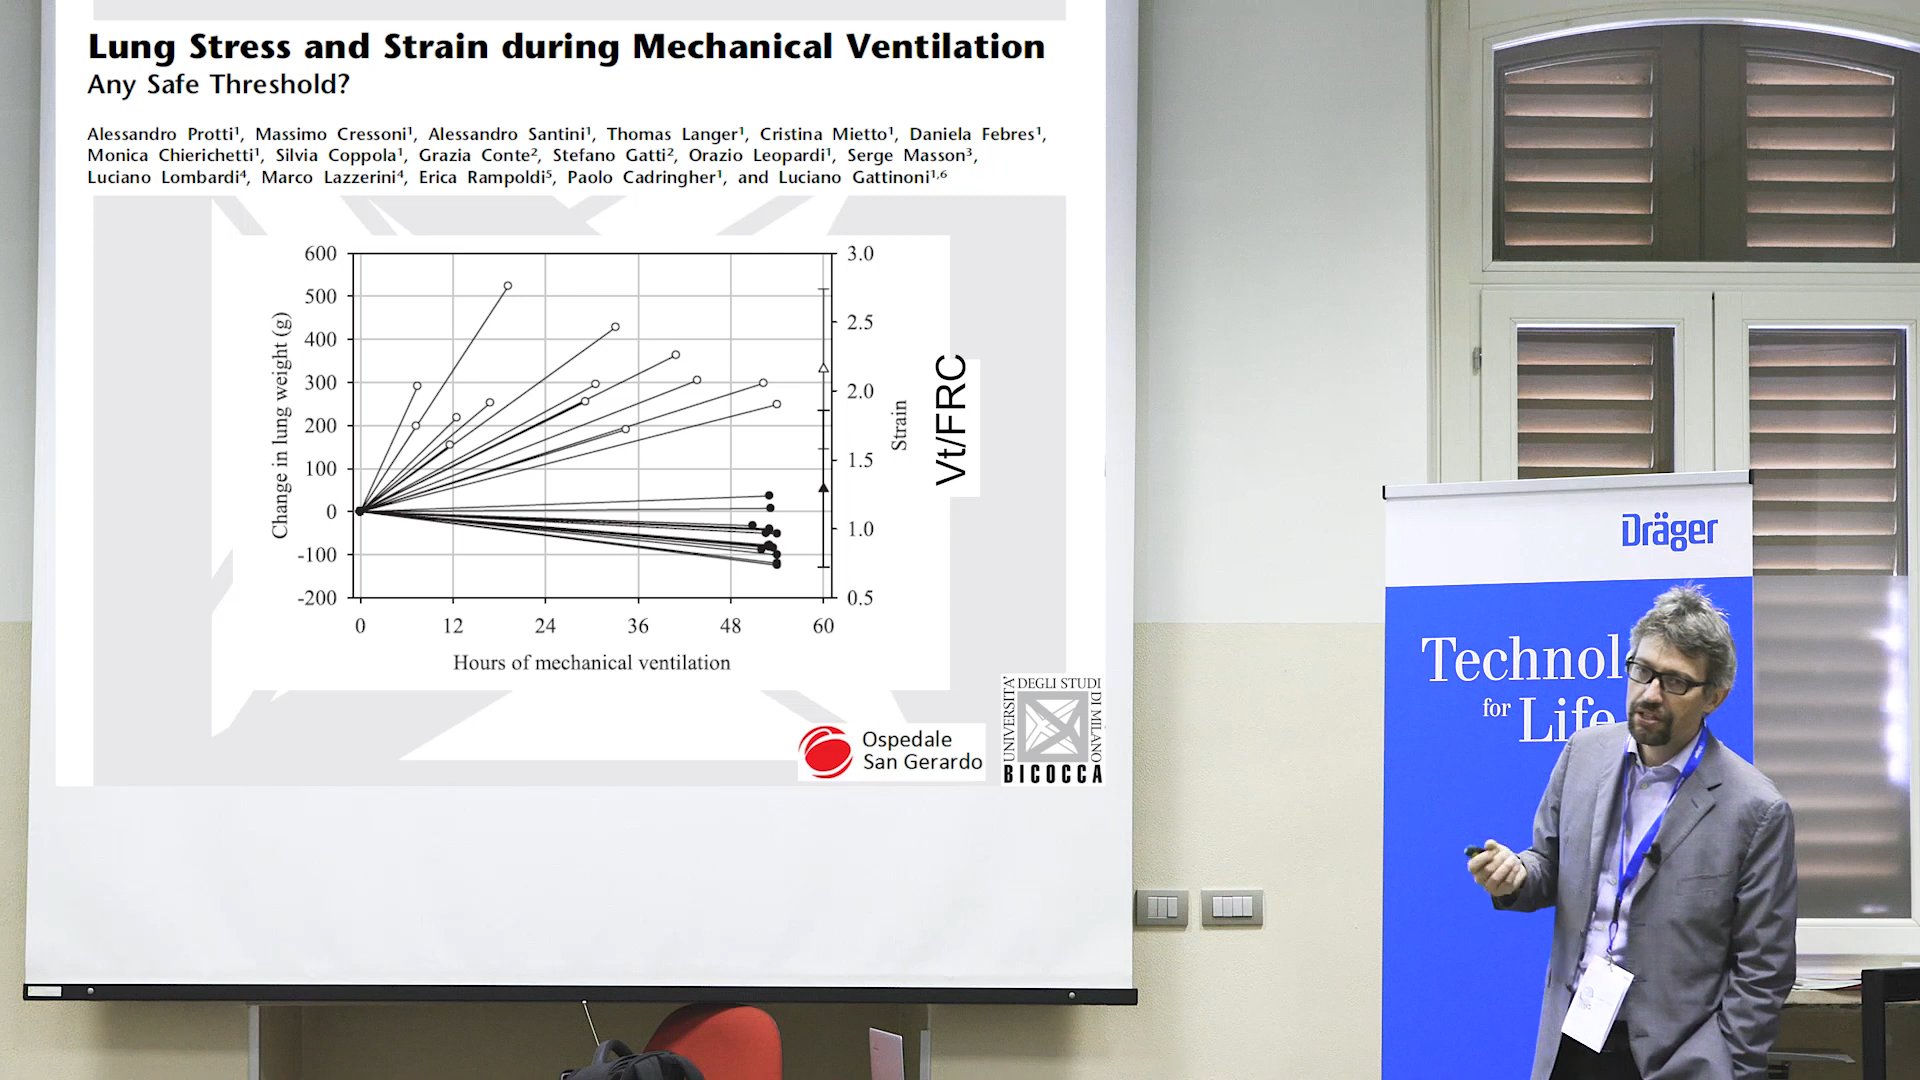 Lung Stress and Strain during Mechanical Ventilation
Any Safe Threshold?
Alessandro Protti¹, Massimo Cressoni¹, Alessandro Santini¹, Thomas Langer¹, Cristina Mietto¹, Daniela Febres¹,
Monica Chierichetti¹, Silvia Coppola¹, Grazia Conte², Stefano Gatti², Orazio Leopardi¹, Serge Masson³,
Luciano Lombardi⁴, Marco Lazzerini⁴, Erica Rampoldi⁵, Paolo Cadringher¹, and Luciano Gattinoni¹,⁶
Change in lung weight (g)
600
500
400
300
200
100
0
-100
-200
0 12 24 36 48 60
Hours of mechanical ventilation
3.0
2.5
2.0
1.5
1.0
0.5
Strain
Vt/FRC
Ospedale
San Gerardo
UNIVERSITA'
DEGLI STUDI
DI MILANO
BICOCCA
Dräger
Technol
for Life